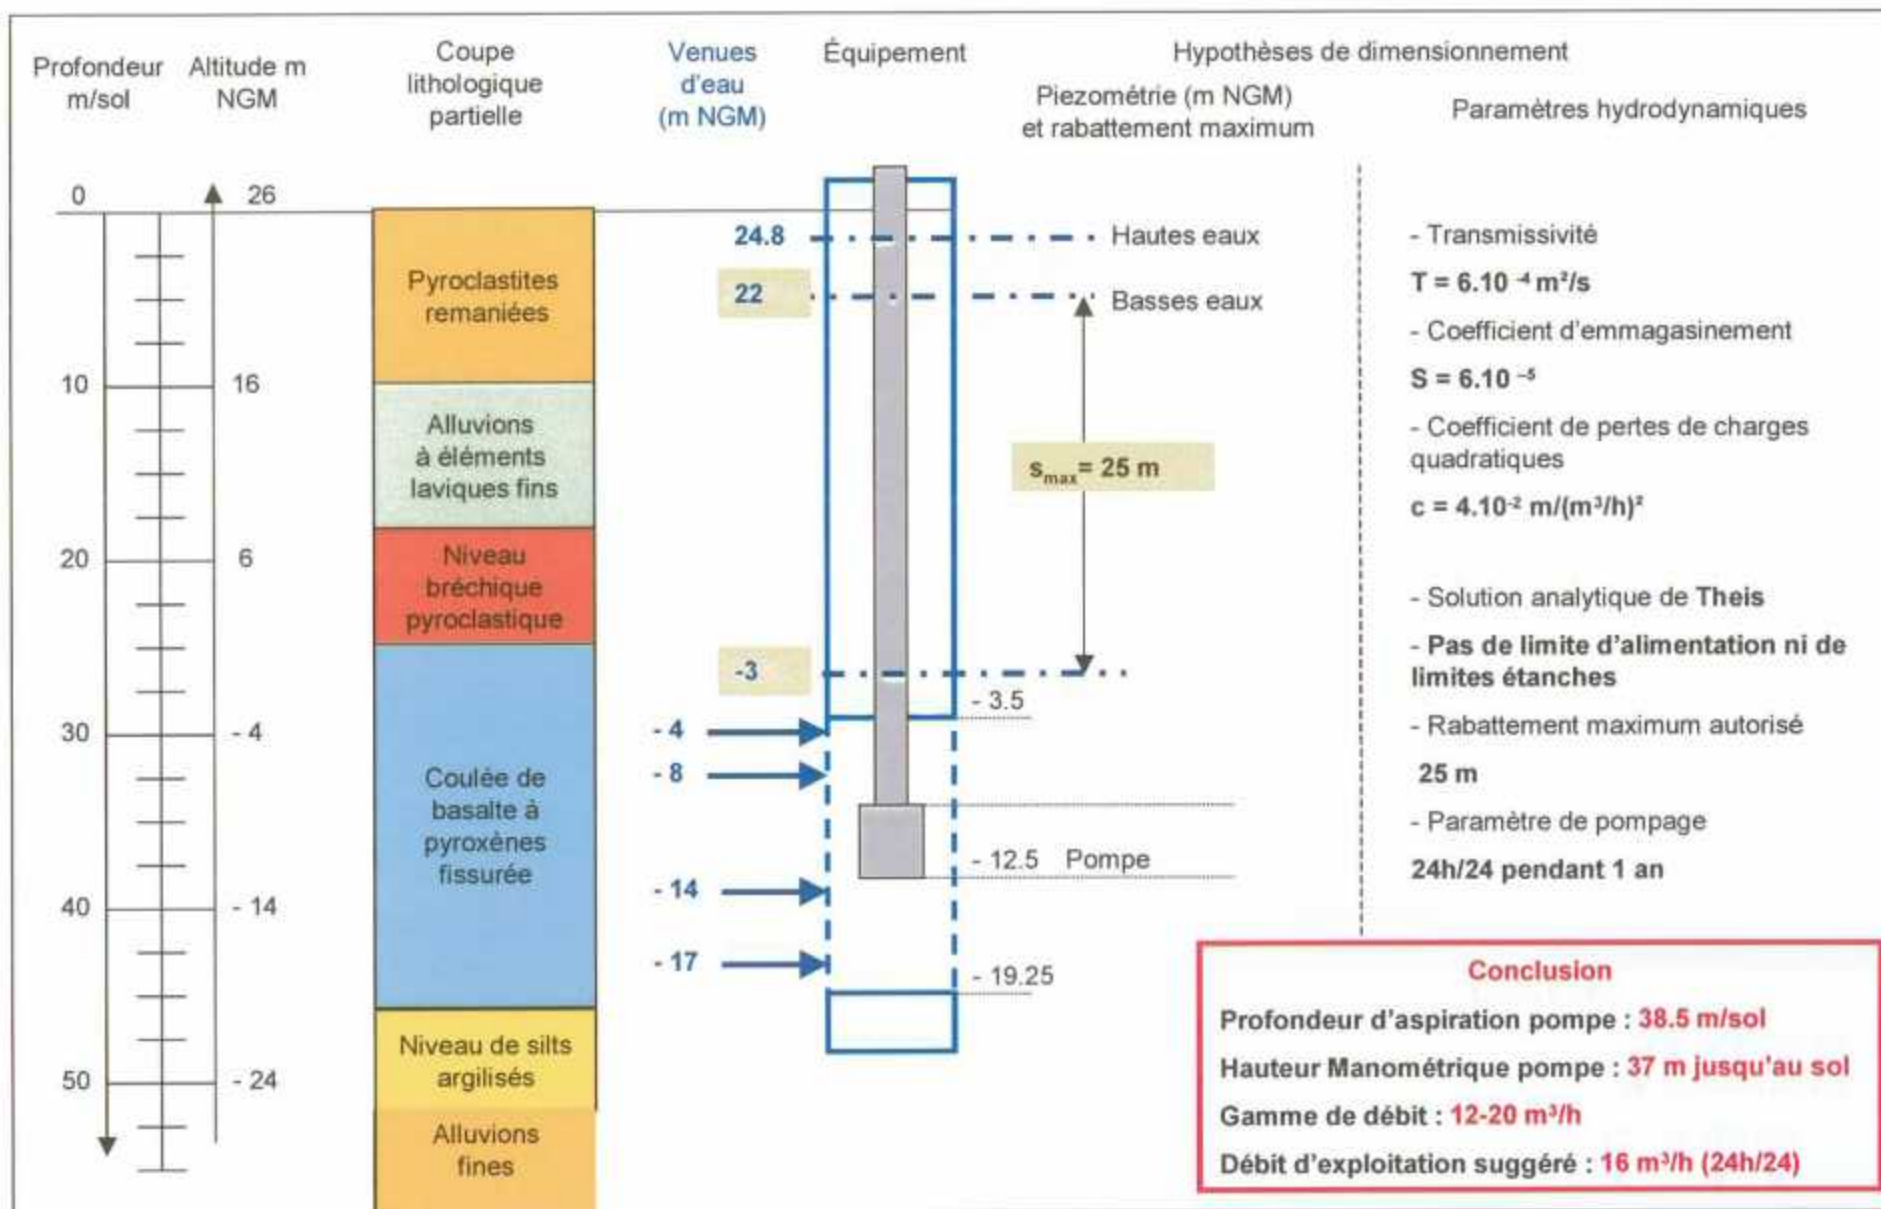 Profondeur
m/sol
Altitude m
NGM
Coupe
lithologique
partielle
Venues
d'eau
(m NGM)
Équipement
Hypothèses de dimensionnement
Piezométrie (m NGM)
et rabattement maximum
Paramètres hydrodynamiques
0
26
10
16
20
6
30
- 4
40
- 14
50
- 24
Pyroclastites
remaniées
Alluvions
à éléments
laviques fins
Niveau
bréchique
pyroclastique
Coulée de
basalte à
pyroxènes
fissurée
Niveau de silts
argilisés
Alluvions
fines
24.8
22
-3
- 4
- 8
- 14
- 17
Hautes eaux
Basses eaux
smax= 25 m
- 3.5
- 12.5 Pompe
- 19.25
- Transmissivité
T = 6.10 ⁻⁴ m²/s
- Coefficient d'emmagasinement
S = 6.10 ⁻⁵
- Coefficient de pertes de charges
quadratiques
c = 4.10⁻² m/(m³/h)²
- Solution analytique de Theis
- Pas de limite d'alimentation ni de
limites étanches
- Rabattement maximum autorisé
25 m
- Paramètre de pompage
24h/24 pendant 1 an
Conclusion
Profondeur d'aspiration pompe : 38.5 m/sol
Hauteur Manométrique pompe : 37 m jusqu'au sol
Gamme de débit : 12-20 m³/h
Débit d'exploitation suggéré : 16 m³/h (24h/24)